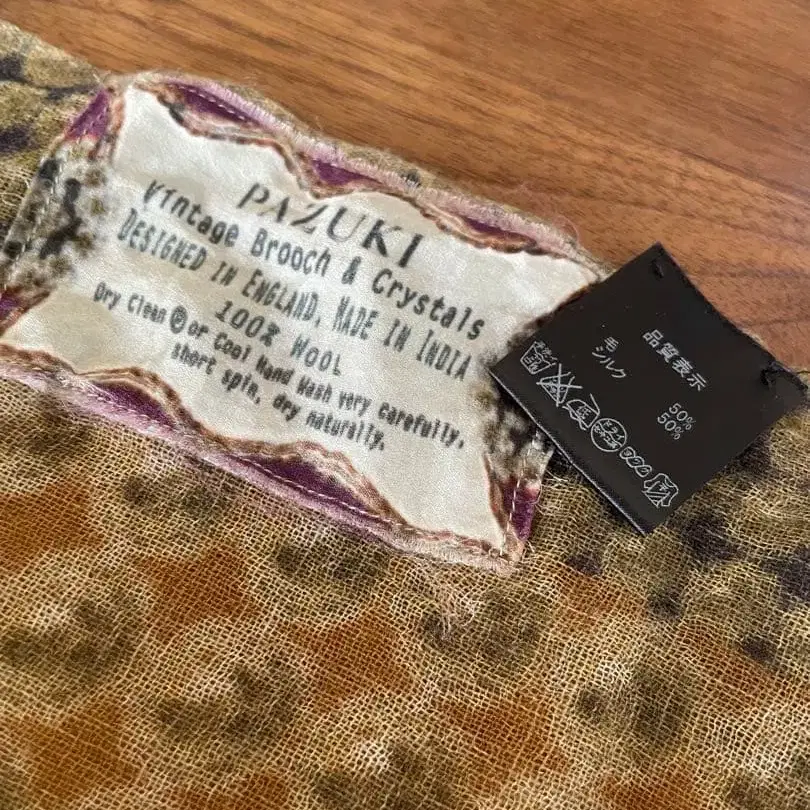 PAZUKI
Vintage Brooch & Crystals
DESIGNED IN ENGLAND, MADE IN INDIA
100% WOOL
Dry Clean Ⓟ or Cool Hand Wash very carefully,
short spin, dry naturally.
品質表示
毛 50%
シルク 50%